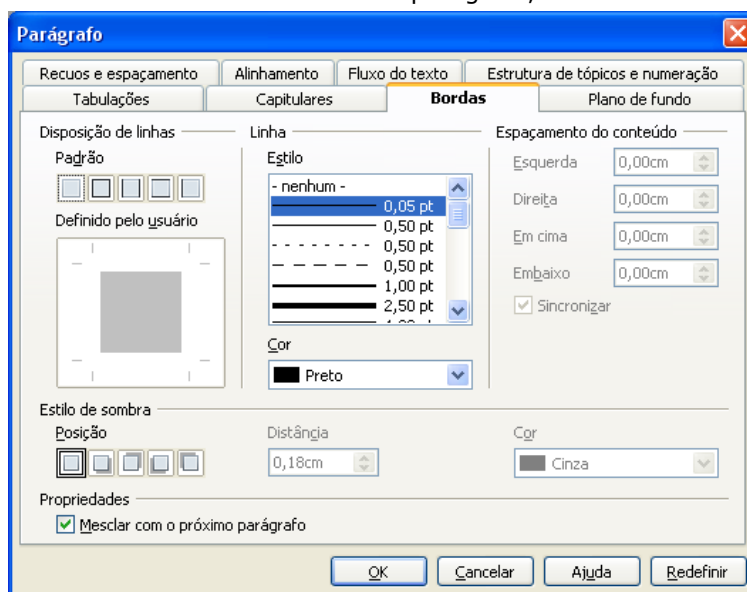 Parágrafo
Recuos e espaçamento Alinhamento Fluxo do texto Estrutura de tópicos e numeração
Tabulações Capitulares Bordas Plano de fundo
Disposição de linhas Linha Espaçamento do conteúdo
Padrão Estilo Esquerda 0,00cm
- nenhum -
0,05 pt Direita 0,00cm
Definido pelo usuário 0,50 pt
0,50 pt Em cima 0,00cm
0,50 pt
1,00 pt Embaixo 0,00cm
2,50 pt Sincronizar
Cor
Preto
Estilo de sombra
Posição Distância Cor
0,18cm Cinza
Propriedades
Mesclar com o próximo parágrafo
OK Cancelar Ajuda Redefinir